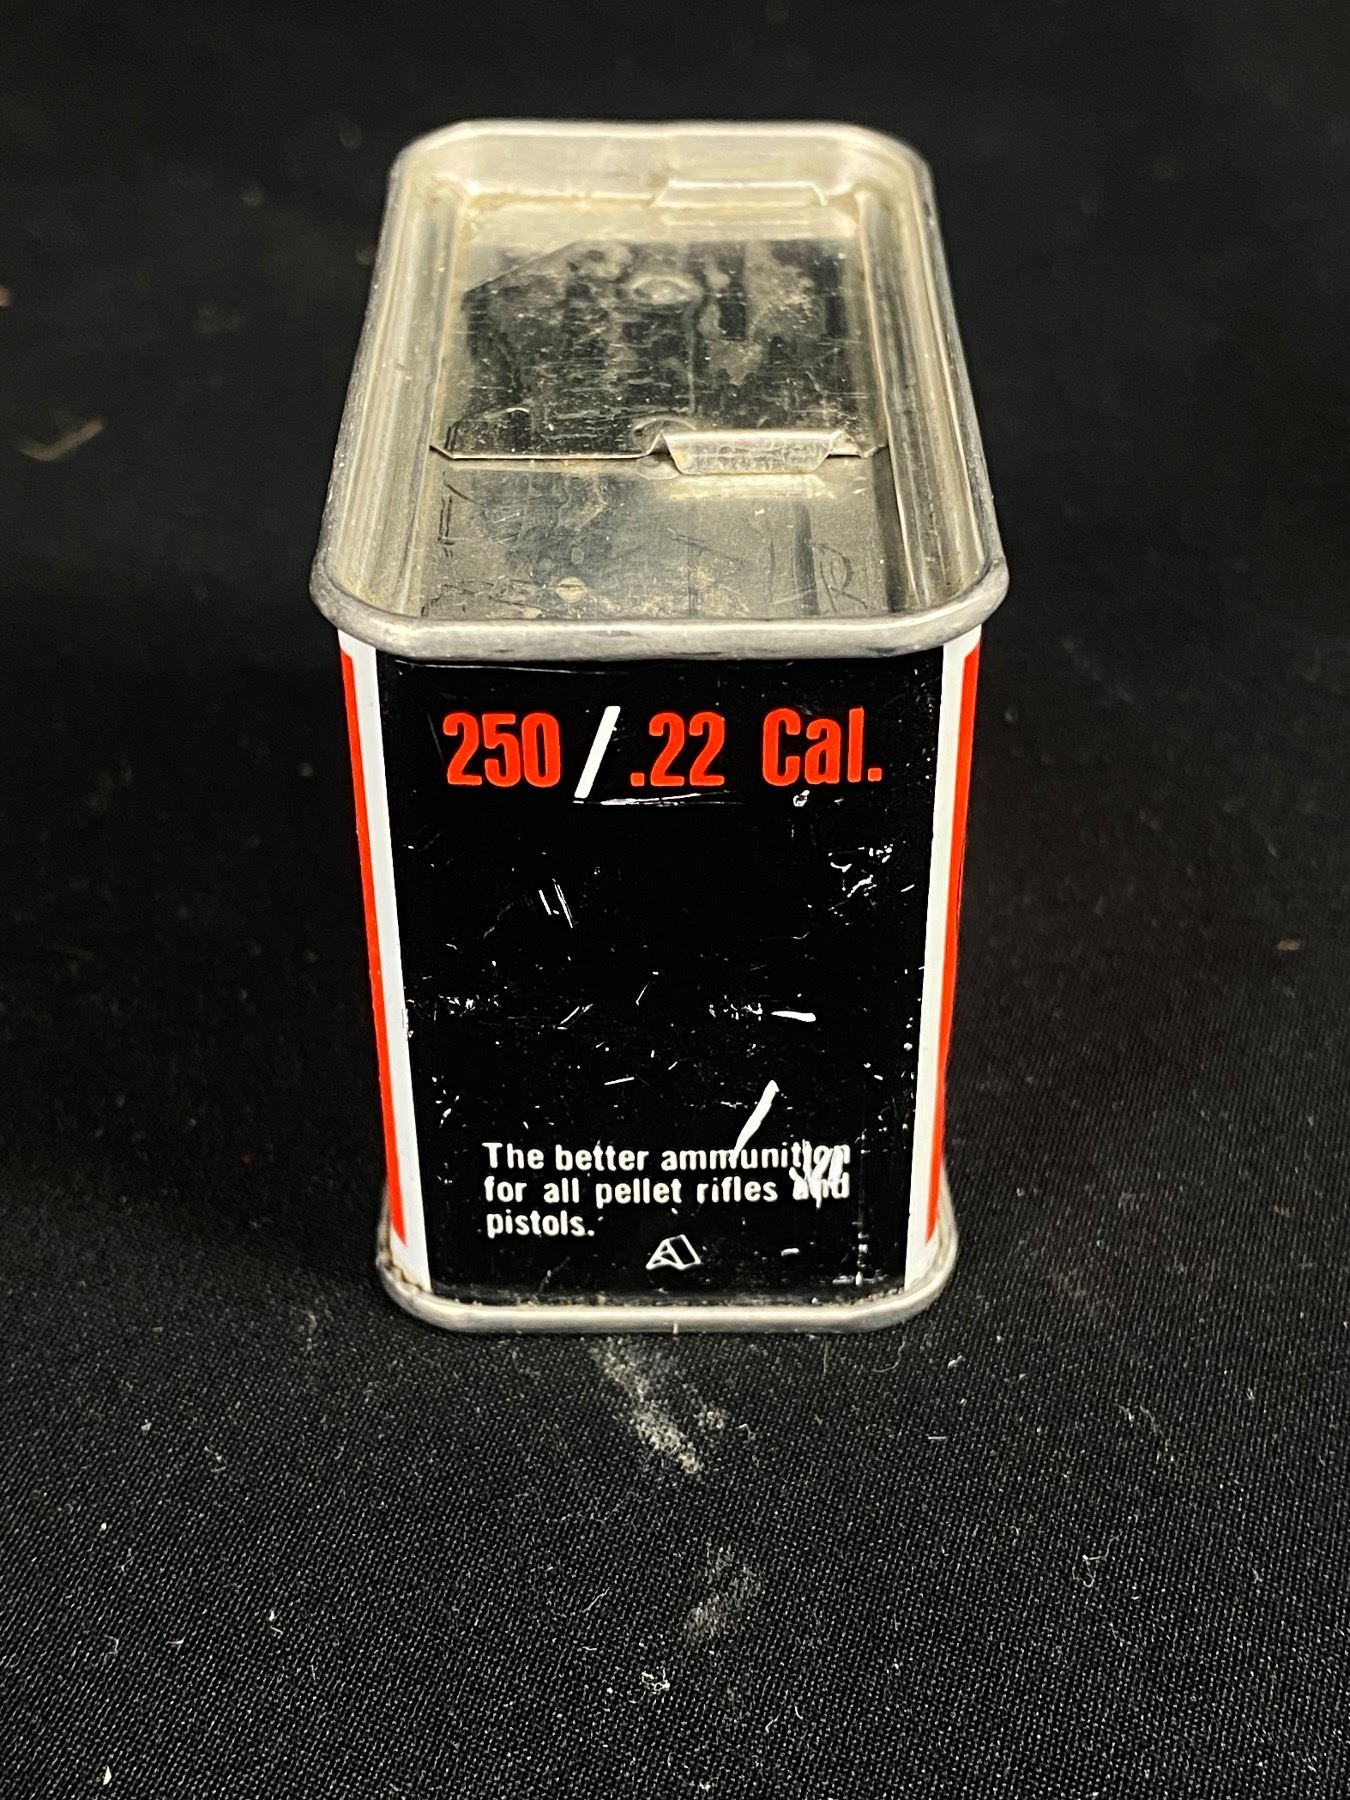 250/.22 Cal.
The better ammunition
for all pellet rifles and
pistols.